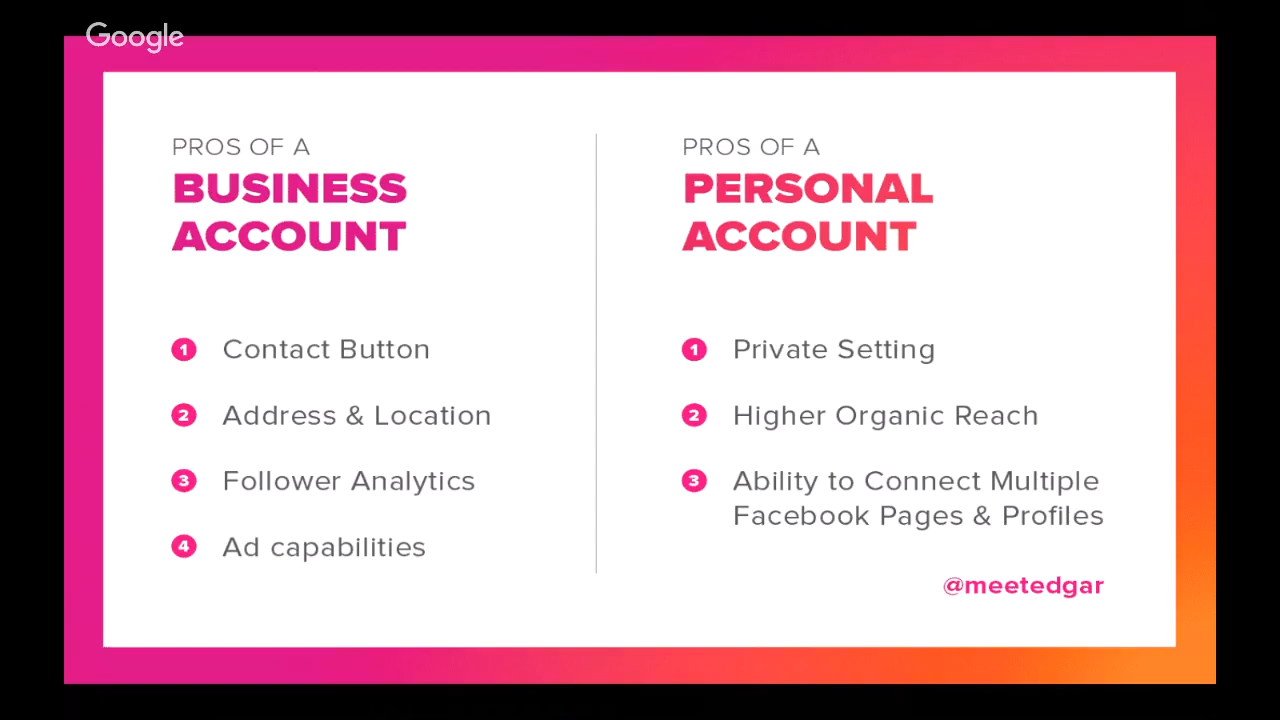 Google
PROS OF A
BUSINESS
ACCOUNT
1 Contact Button
2 Address & Location
3 Follower Analytics
4 Ad capabilities
PROS OF A
PERSONAL
ACCOUNT
1 Private Setting
2 Higher Organic Reach
3 Ability to Connect Multiple
Facebook Pages & Profiles
@meetedgar